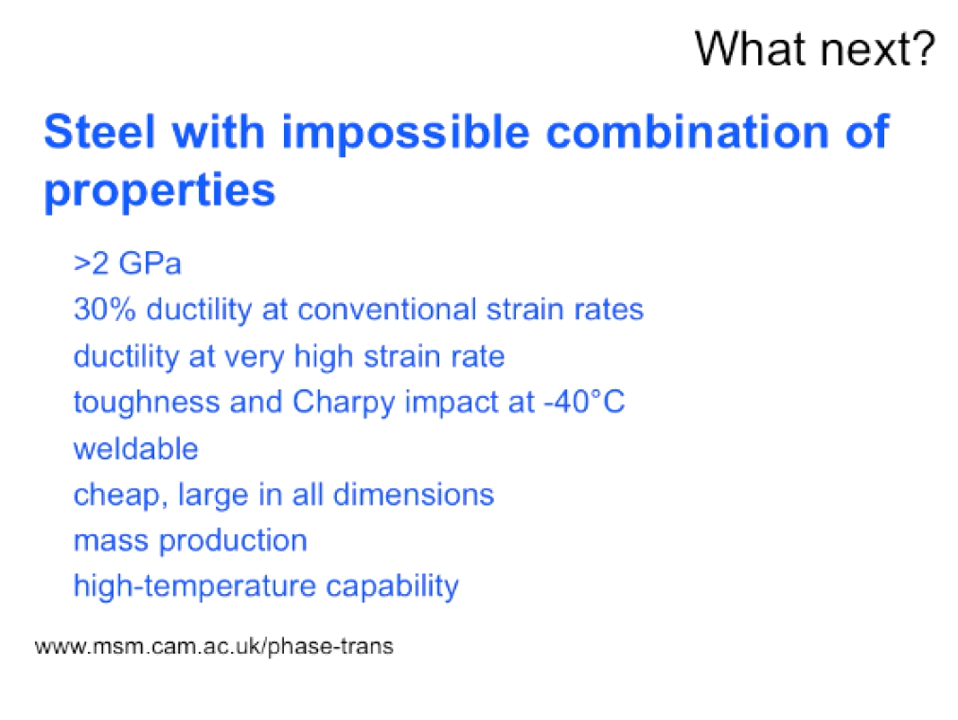 What next?
Steel with impossible combination of
properties
>2 GPa
30% ductility at conventional strain rates
ductility at very high strain rate
toughness and Charpy impact at -40°C
weldable
cheap, large in all dimensions
mass production
high-temperature capability
www.msm.cam.ac.uk/phase-trans